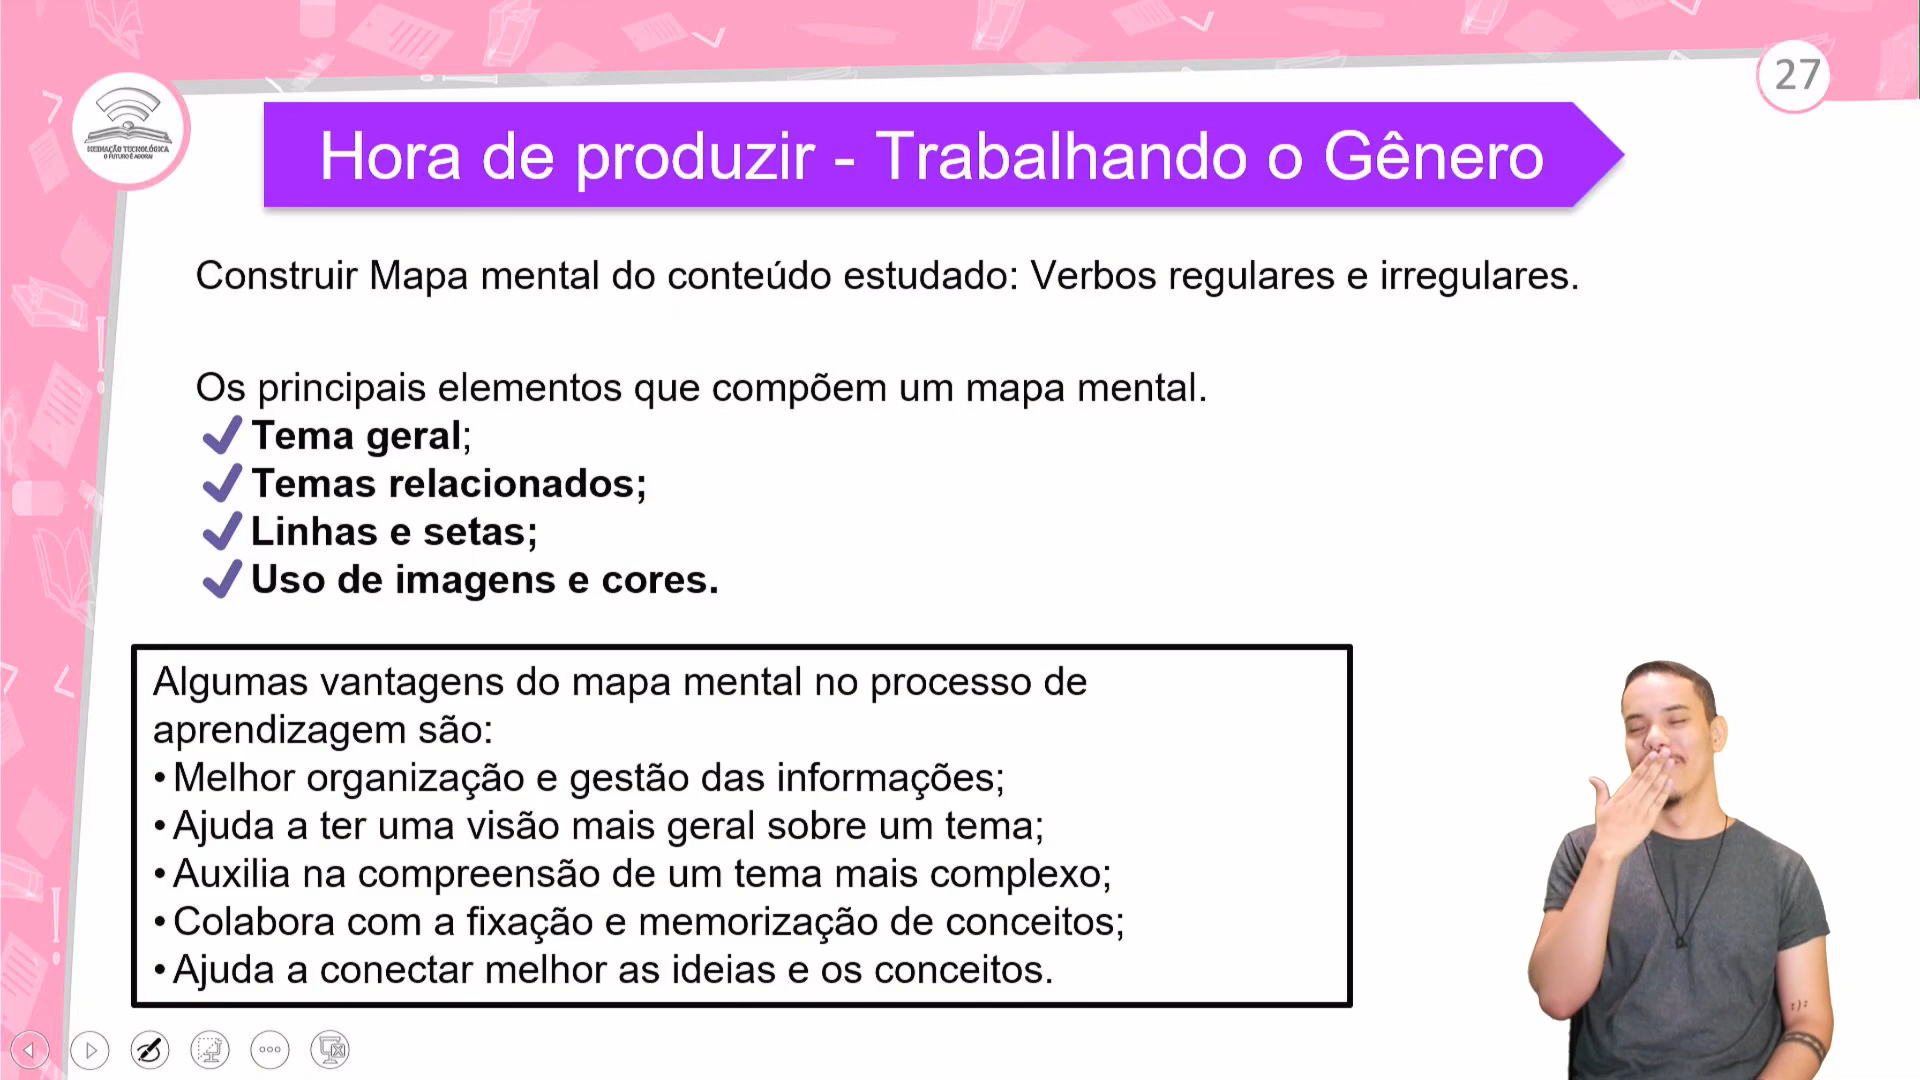 27
MEDIAÇÃO TECNOLÓGICA
O FUTURO É AGORA!
Hora de produzir - Trabalhando o Gênero
Construir Mapa mental do conteúdo estudado: Verbos regulares e irregulares.
Os principais elementos que compõem um mapa mental.
Tema geral;
Temas relacionados;
Linhas e setas;
Uso de imagens e cores.
Algumas vantagens do mapa mental no processo de
aprendizagem são:
• Melhor organização e gestão das informações;
• Ajuda a ter uma visão mais geral sobre um tema;
• Auxilia na compreensão de um tema mais complexo;
• Colabora com a fixação e memorização de conceitos;
• Ajuda a conectar melhor as ideias e os conceitos.